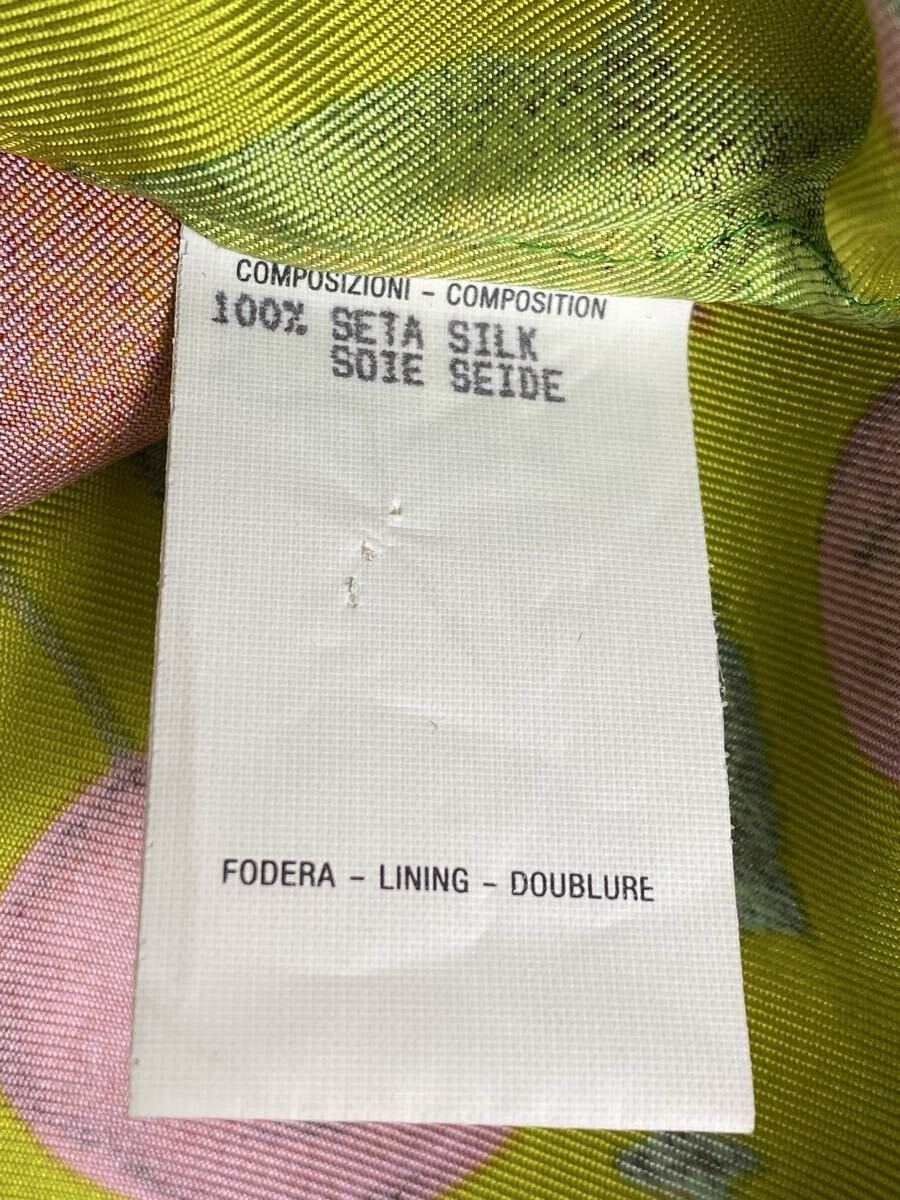 COMPOSIZIONI - COMPOSITION
100% SETA SILK
SOIE SEIDE
FODERA - LINING - DOUBLURE